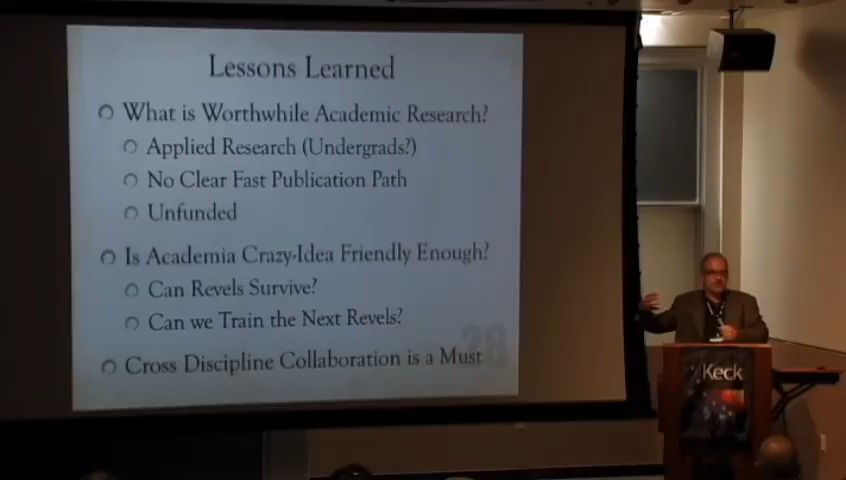 Lessons Learned
What is Worthwhile Academic Research?
Applied Research (Undergrads?)
No Clear Fast Publication Path
Unfunded
Is Academia Crazy-Idea Friendly Enough?
Can Revels Survive?
Can we Train the Next Revels?
Cross Discipline Collaboration is a Must
28
Keck